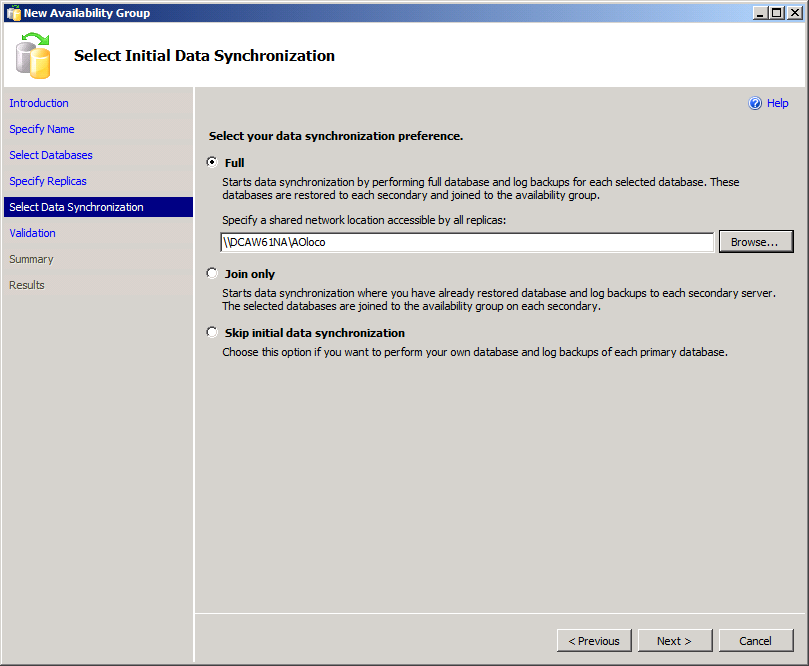 New Availability Group
Select Initial Data Synchronization
Introduction
Specify Name
Select Databases
Specify Replicas
Select Data Synchronization
Validation
Summary
Results
Help
Select your data synchronization preference.
Full
Starts data synchronization by performing full database and log backups for each selected database. These
databases are restored to each secondary and joined to the availability group.
Specify a shared network location accessible by all replicas:
\\DCAW61NA\AOloco
Browse...
Join only
Starts data synchronization where you have already restored database and log backups to each secondary server.
The selected databases are joined to the availability group on each secondary.
Skip initial data synchronization
Choose this option if you want to perform your own database and log backups of each primary database.
< Previous
Next >
Cancel